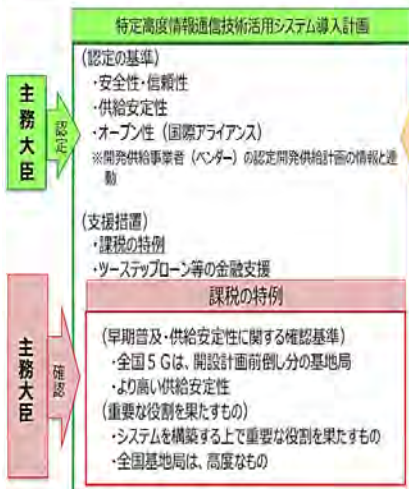 特定高度情報通信技術活用システム導入計画
主務大臣
認定
(認定の基準)
・安全性・信頼性
・供給安定性
・オープン性（国際アライアンス）
※開発供給事業者（ベンダー）の認定開発供給計画の情報と連
動
(支援措置)
・課税の特例
・ツーステップローン等の金融支援
課税の特例
主務大臣
確認
(早期普及・供給安定性に関する確認基準)
・全国５Gは、開設計画前倒し分の基地局
・より高い供給安定性
(重要な役割を果たすもの)
・システムを構築する上で重要な役割を果たすもの
・全国基地局は、高度なもの